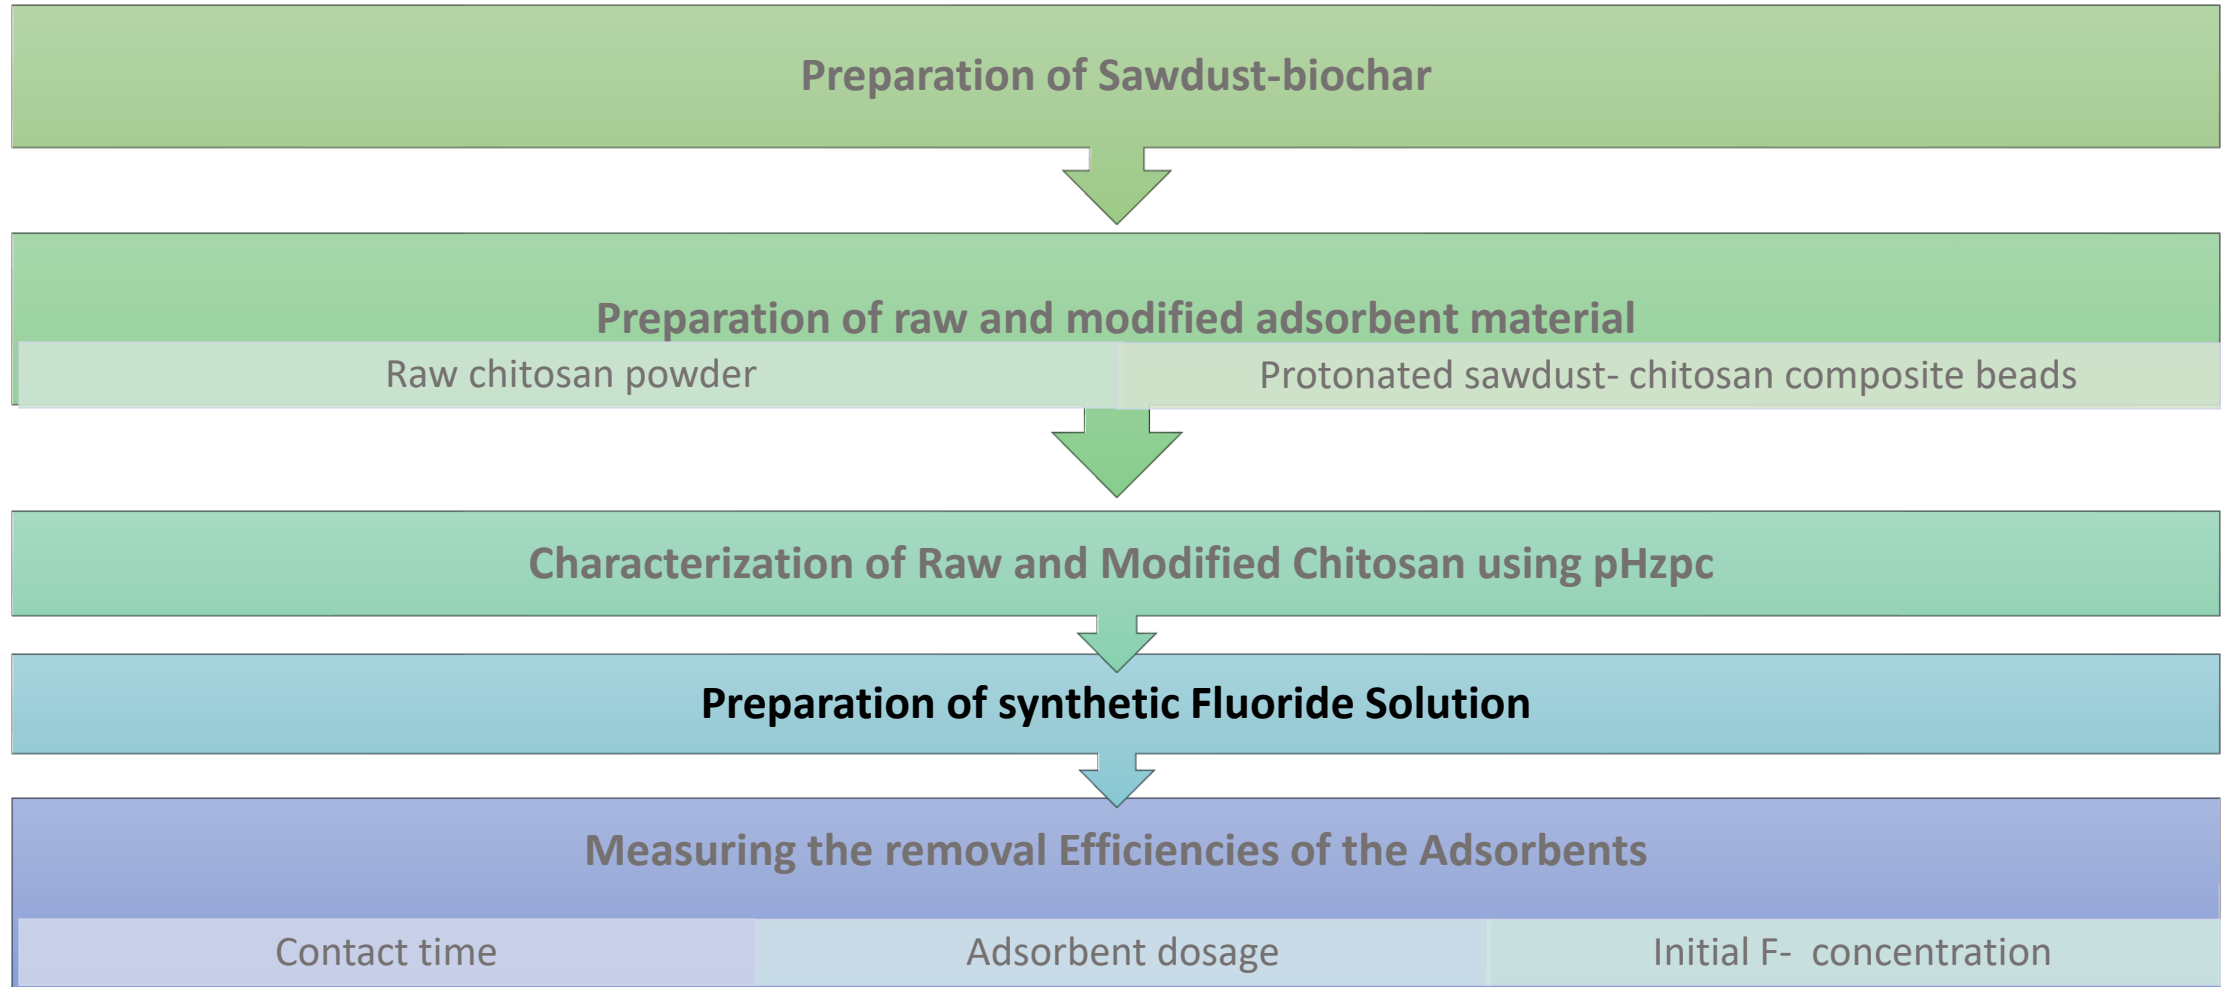 Preparation of Sawdust-biochar
Preparation of raw and modified adsorbent material
Raw chitosan powder
Protonated sawdust- chitosan composite beads
Characterization of Raw and Modified Chitosan using pHzpc
Preparation of synthetic Fluoride Solution
Measuring the removal Efficiencies of the Adsorbents
Contact time
Adsorbent dosage
Initial F- concentration